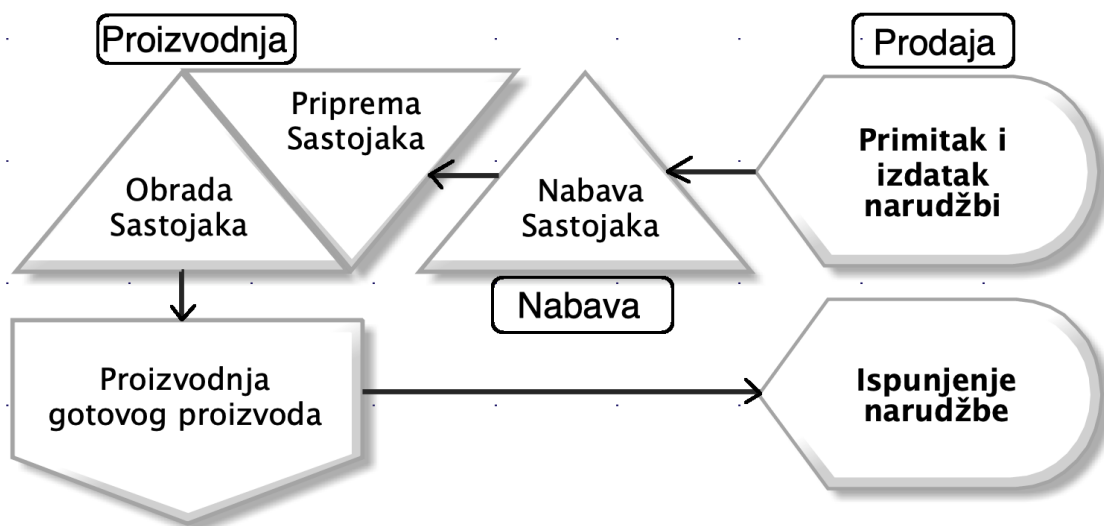 Proizvodnja
Prodaja
Priprema
Sastojaka
Obrada
Sastojaka
Nabava
Sastojaka
Primitak i
izdatak
narudžbi
Nabava
Proizvodnja
gotovog proizvoda
Ispunjenje
narudžbe